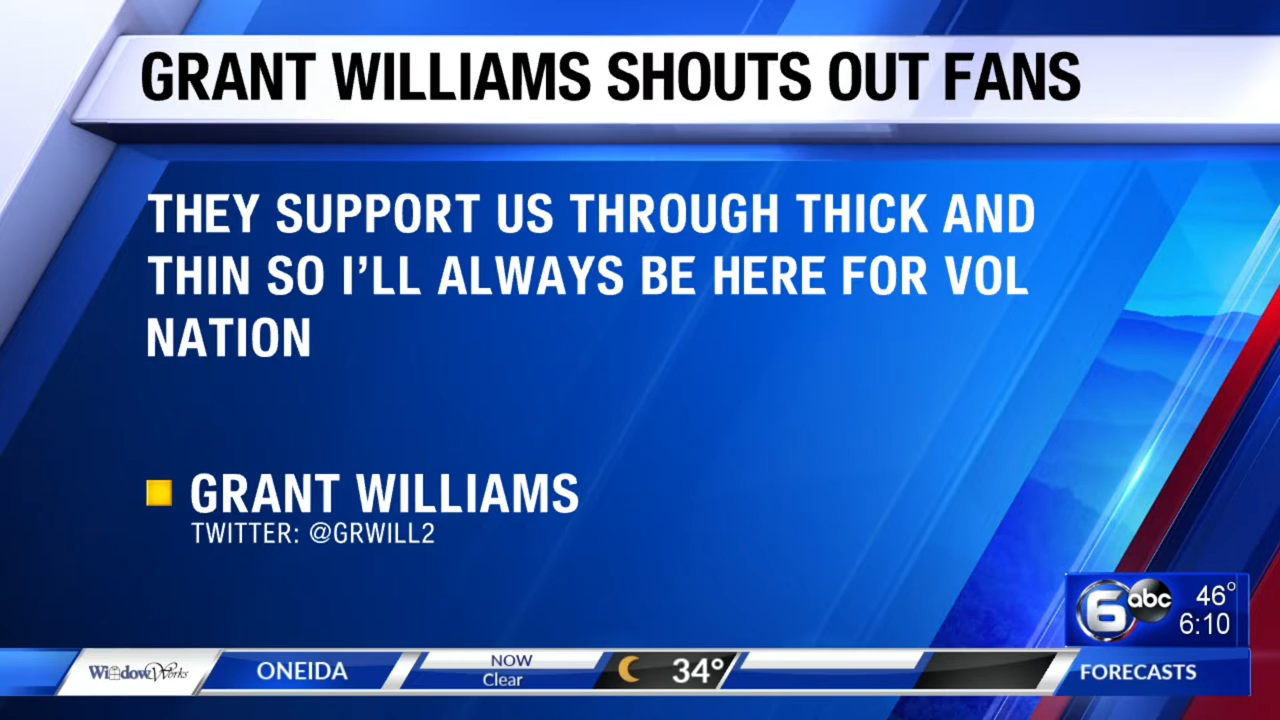 GRANT WILLIAMS SHOUTS OUT FANS
THEY SUPPORT US THROUGH THICK AND
THIN SO I'LL ALWAYS BE HERE FOR VOL
NATION
GRANT WILLIAMS
TWITTER: @GRWILL2
6 abc 46°
6:10
WindowWorks ONEIDA NOW 34° FORECASTS
Clear